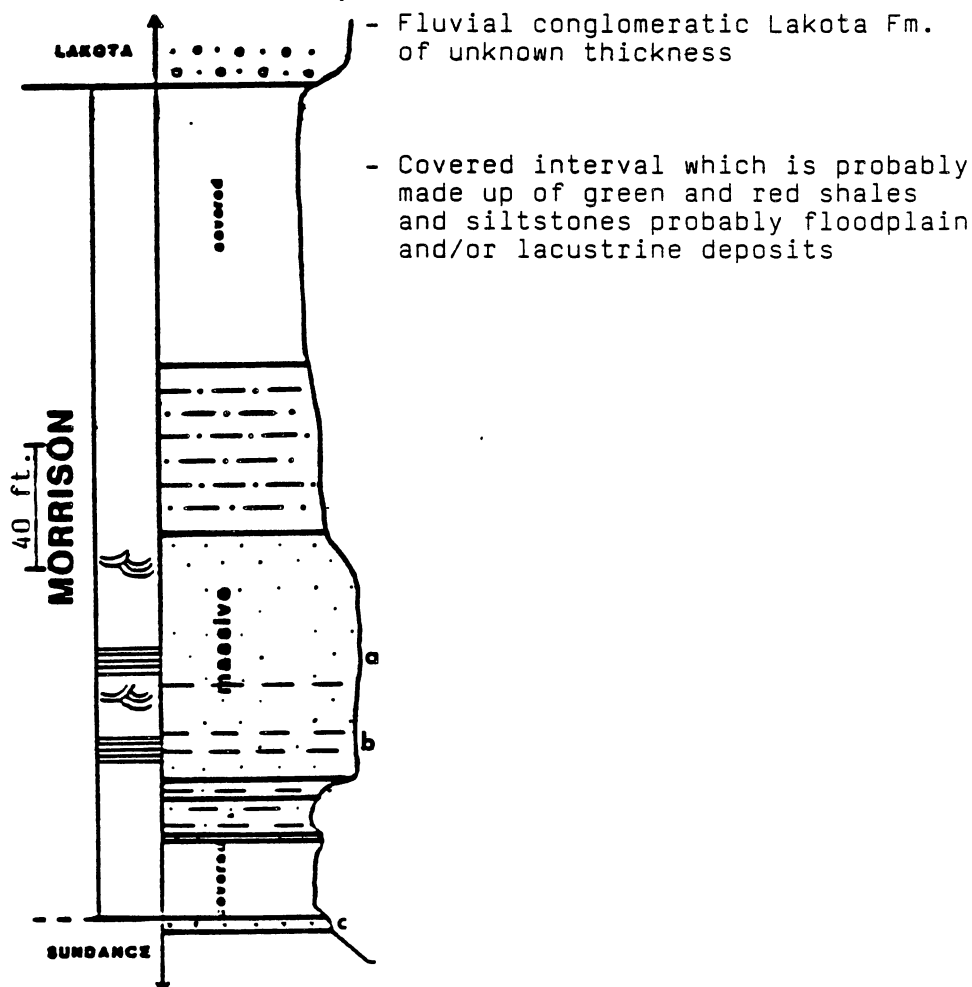 - Fluvial conglomeratic Lakota Fm.
of unknown thickness
LAKOTA
- Covered interval which is probably
made up of green and red shales
and siltstones probably floodplain
and/or lacustrine deposits
covered
MORRISON
40 ft.
massive
a
b
covered
c
SUNDANCE